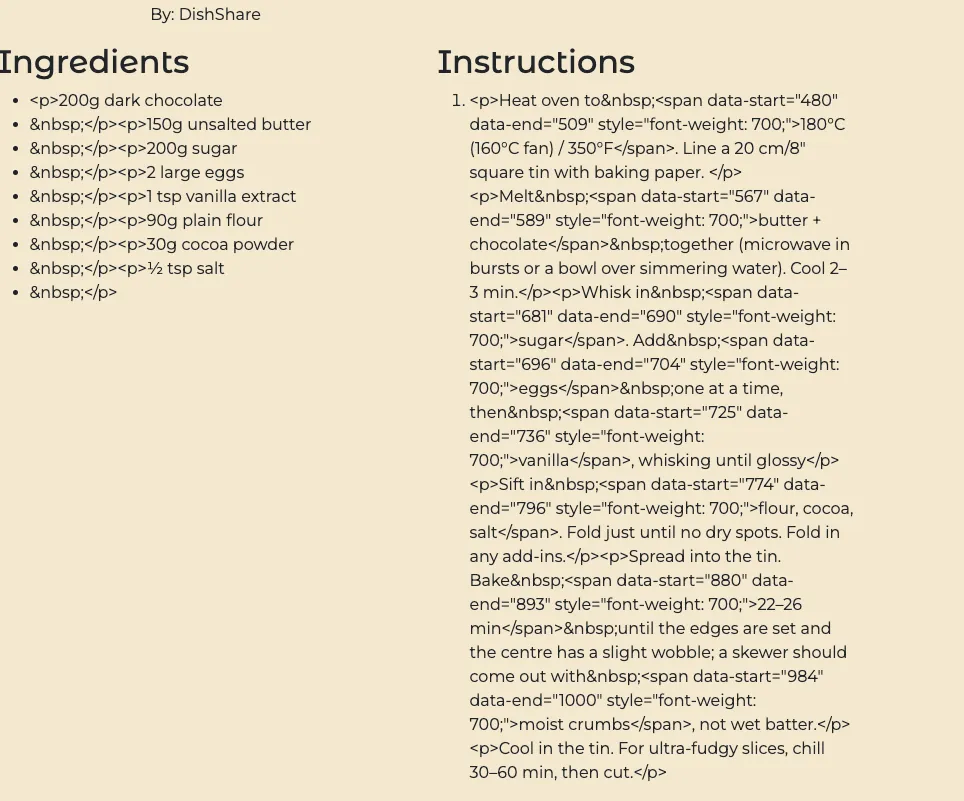 By: DishShare
Ingredients
• <p>200g dark chocolate
• &nbsp;</p><p>150g unsalted butter
• &nbsp;</p><p>200g sugar
• &nbsp;</p><p>2 large eggs
• &nbsp;</p><p>1 tsp vanilla extract
• &nbsp;</p><p>90g plain flour
• &nbsp;</p><p>30g cocoa powder
• &nbsp;</p><p>½ tsp salt
• &nbsp;</p>
Instructions
1. <p>Heat oven to&nbsp;<span data-start="480"
data-end="509" style="font-weight: 700;">180°C
(160°C fan) / 350°F</span>. Line a 20 cm/8"
square tin with baking paper. </p>
<p>Melt&nbsp;<span data-start="567" data-
end="589" style="font-weight: 700;">butter +
chocolate</span>&nbsp;together (microwave in
bursts or a bowl over simmering water). Cool 2–
3 min.</p><p>Whisk in&nbsp;<span data-
start="681" data-end="690" style="font-weight:
700;">sugar</span>. Add&nbsp;<span data-
start="696" data-end="704" style="font-weight:
700;">eggs</span>&nbsp;one at a time,
then&nbsp;<span data-start="725" data-
end="736" style="font-weight:
700;">vanilla</span>, whisking until glossy</p>
<p>Sift in&nbsp;<span data-start="774" data-
end="796" style="font-weight: 700;">flour, cocoa,
salt</span>. Fold just until no dry spots. Fold in
any add-ins.</p><p>Spread into the tin.
Bake&nbsp;<span data-start="880" data-
end="893" style="font-weight: 700;">22–26
min</span>&nbsp;until the edges are set and
the centre has a slight wobble; a skewer should
come out with&nbsp;<span data-start="984"
data-end="1000" style="font-weight:
700;">moist crumbs</span>, not wet batter.</p>
<p>Cool in the tin. For ultra-fudgy slices, chill
30–60 min, then cut.</p>